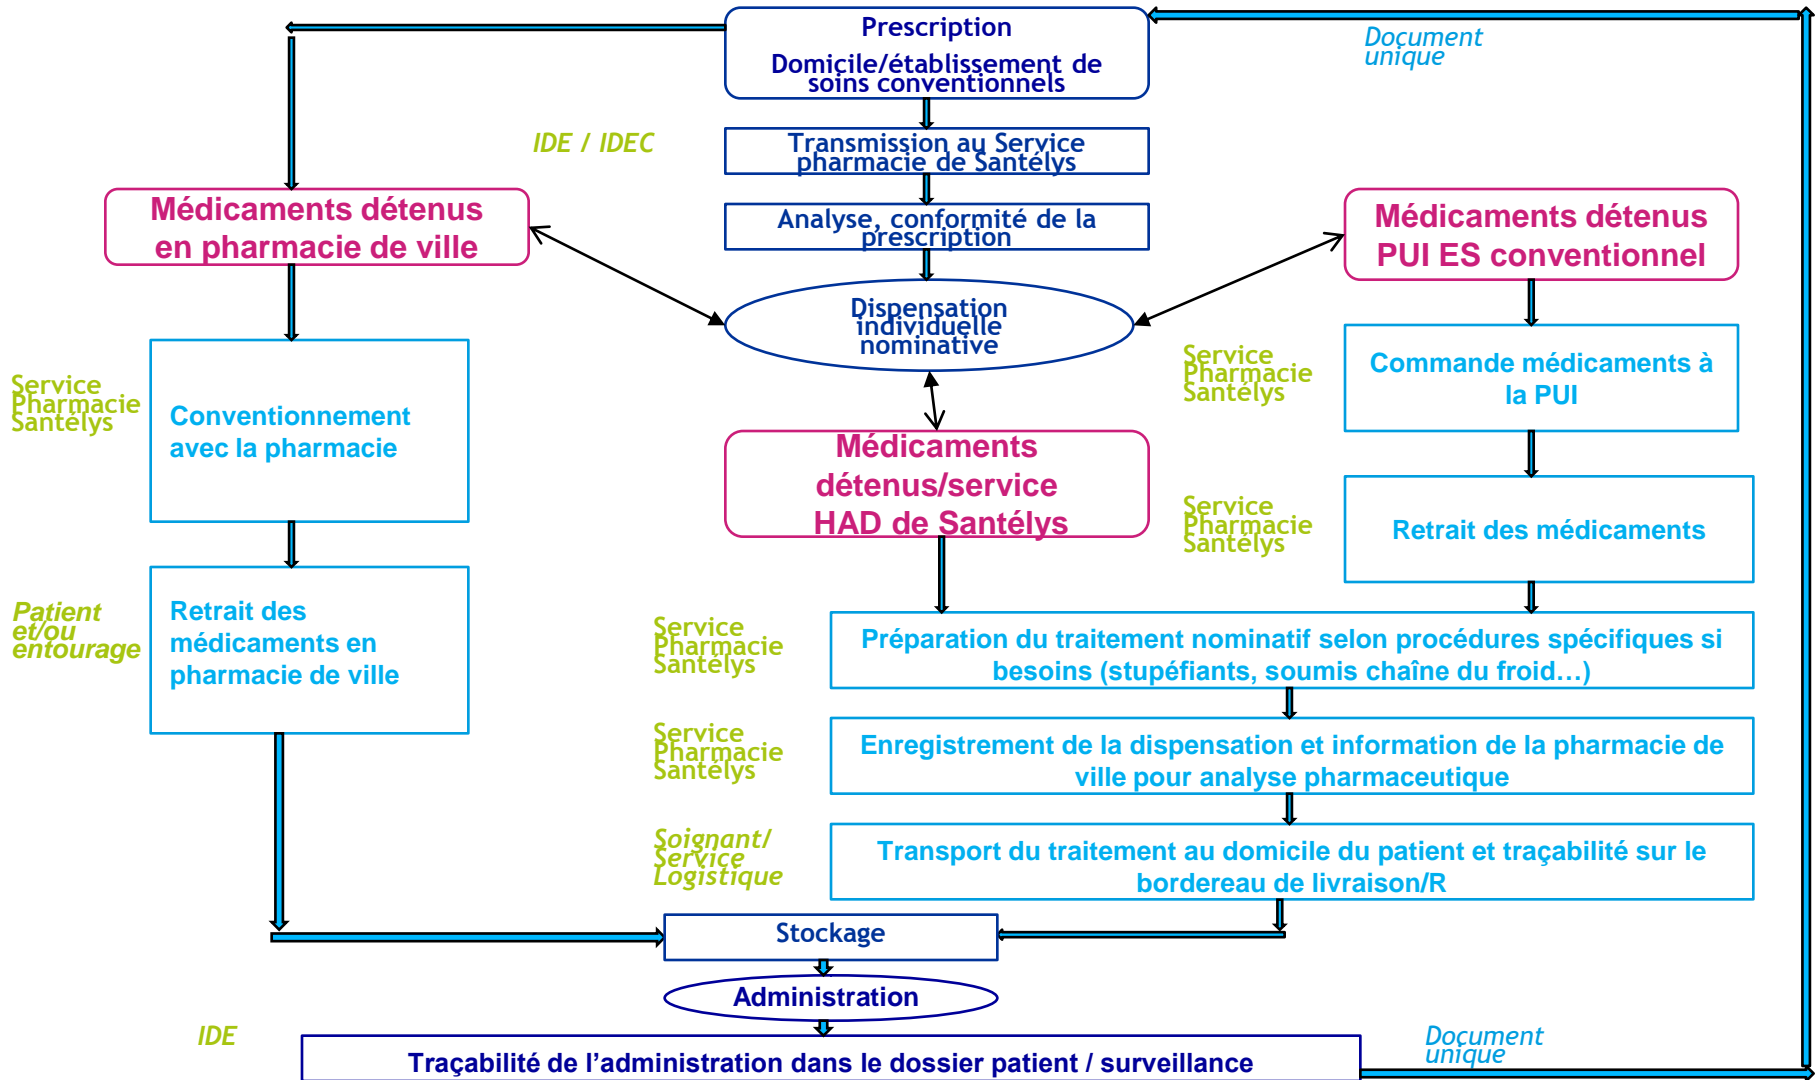 Prescription
Domicile/établissement de
soins conventionnels
Document
unique
IDE / IDEC
Transmission au Service
pharmacie de Santélys
Médicaments détenus
en pharmacie de ville
Analyse, conformité de la
prescription
Médicaments détenus
PUI ES conventionnel
Dispensation
individuelle
nominative
Service
Pharmacie
Santélys
Conventionnement
avec la pharmacie
Service
Pharmacie
Santélys
Commande médicaments à
la PUI
Médicaments
détenus/service
HAD de Santélys
Service
Pharmacie
Santélys
Retrait des médicaments
Patient
et/ou
entourage
Retrait des
médicaments en
pharmacie de ville
Service
Pharmacie
Santélys
Préparation du traitement nominatif selon procédures spécifiques si
besoins (stupéfiants, soumis chaîne du froid…)
Service
Pharmacie
Santélys
Enregistrement de la dispensation et information de la pharmacie de
ville pour analyse pharmaceutique
Soignant/
Service
Logistique
Transport du traitement au domicile du patient et traçabilité sur le
bordereau de livraison/R
Stockage
Administration
IDE
Traçabilité de l’administration dans le dossier patient / surveillance
Document
unique